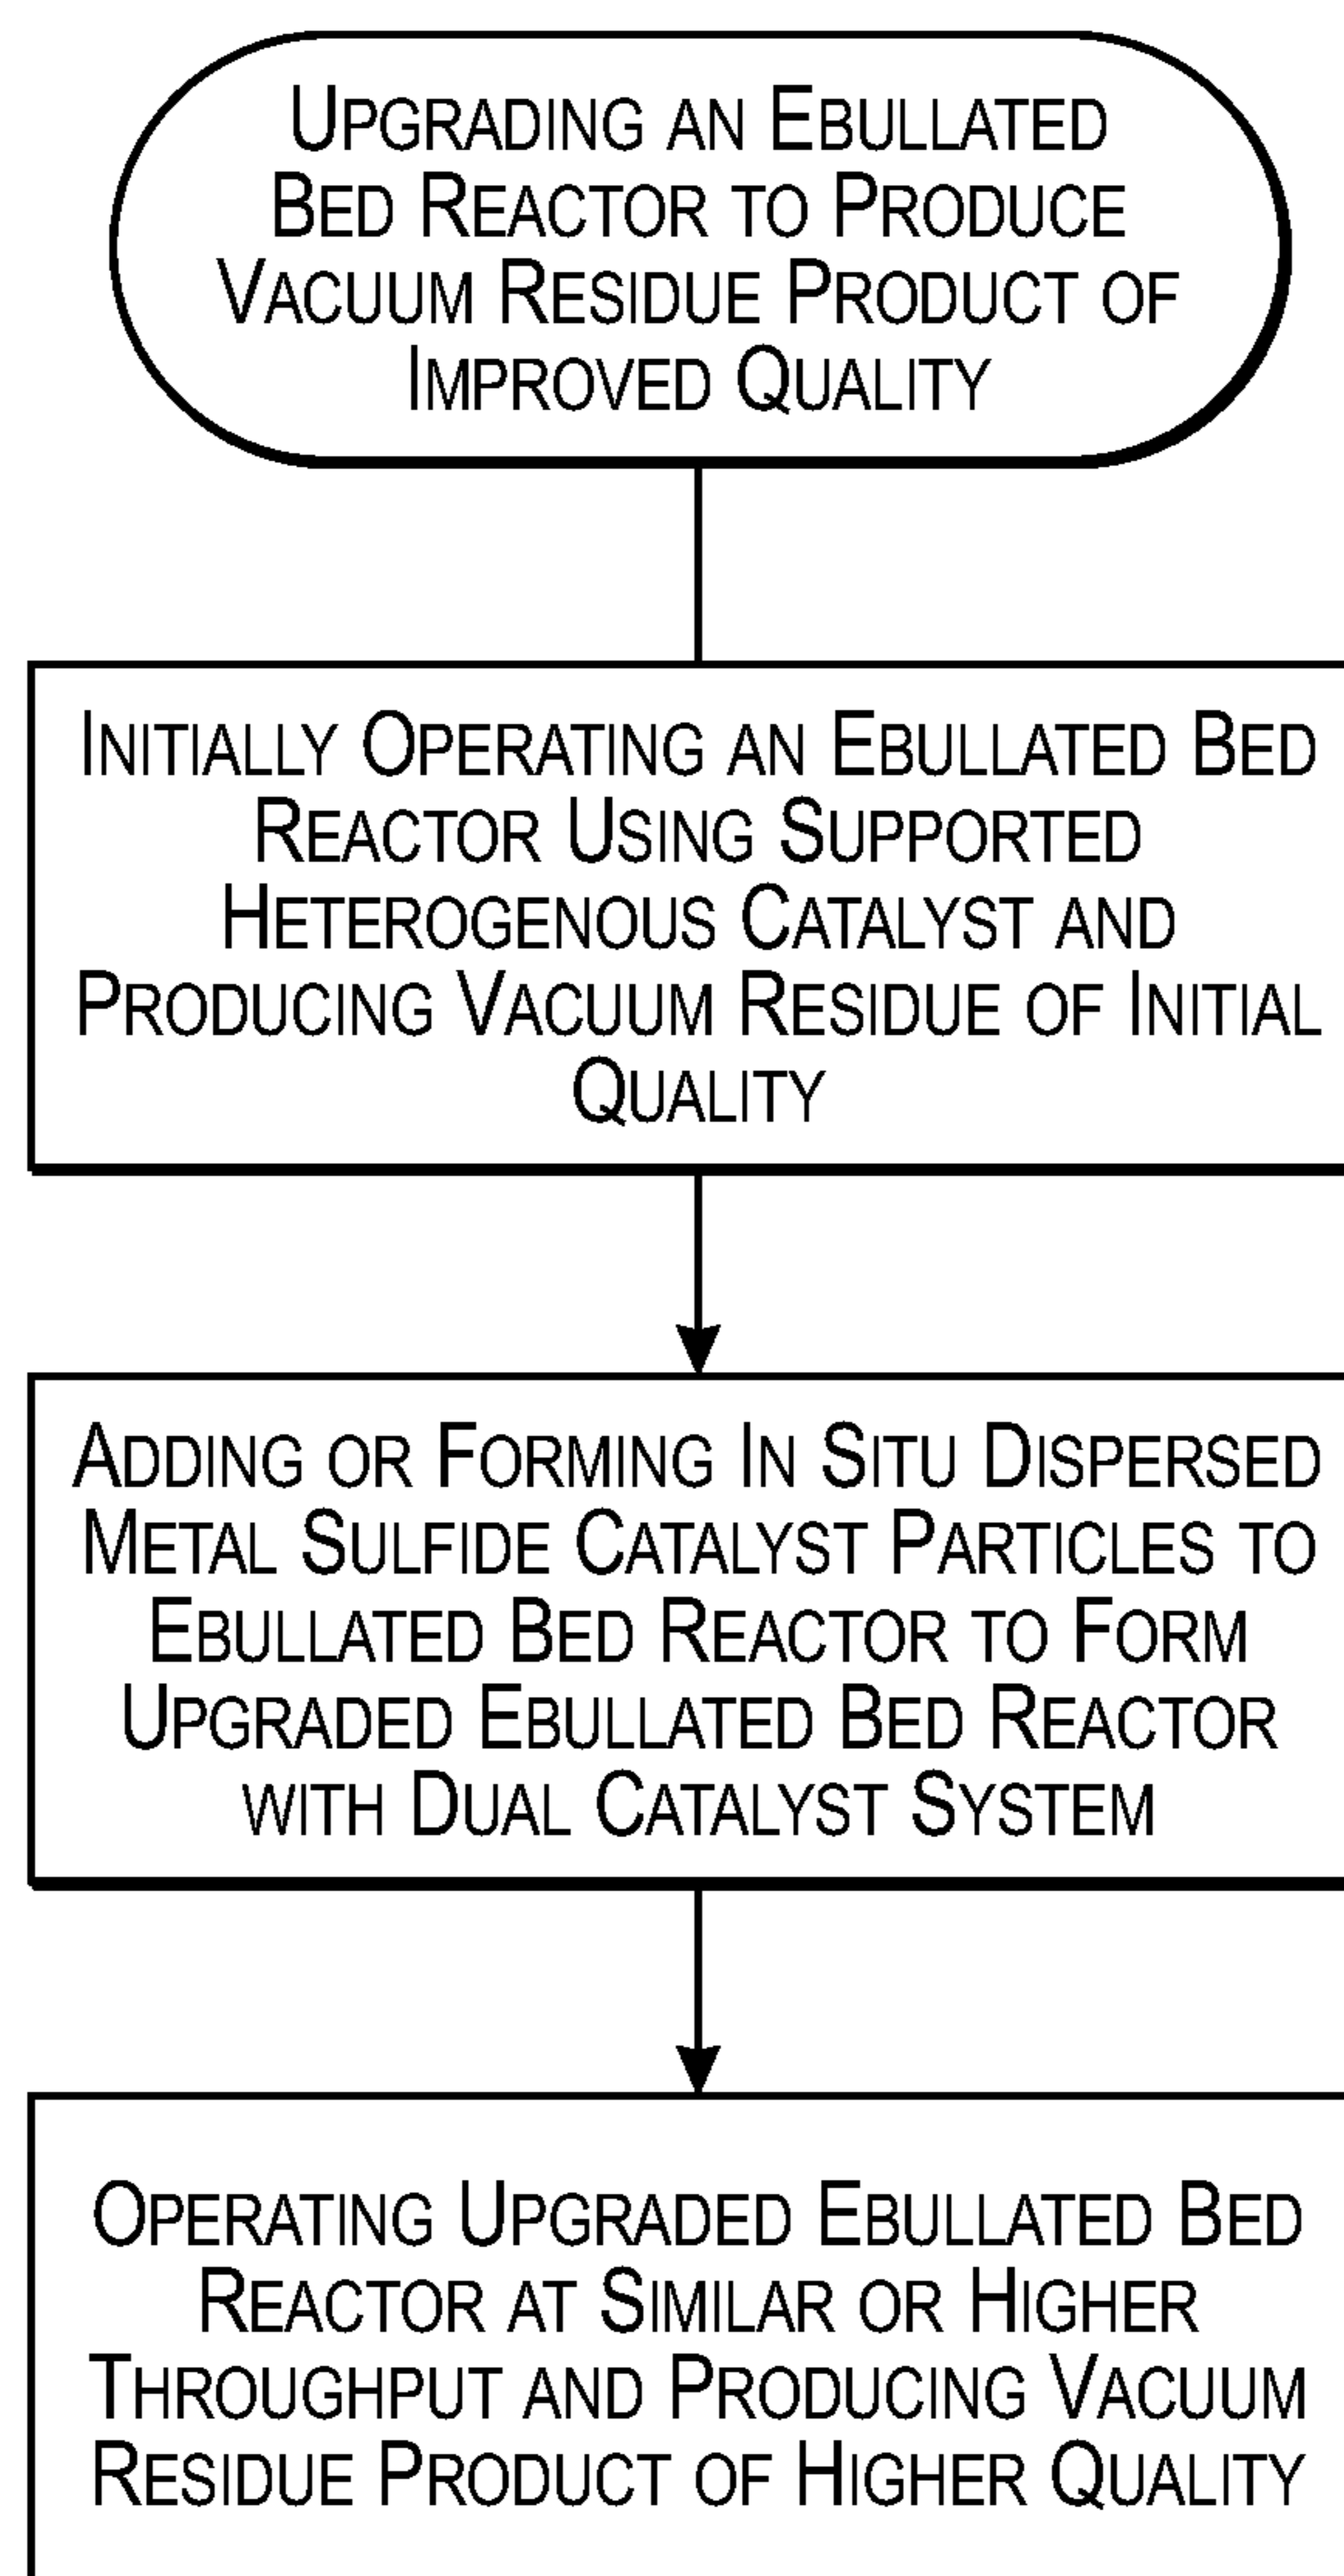 UPGRADING AN EBULLATED
BED REACTOR TO PRODUCE
VACUUM RESIDUE PRODUCT OF
IMPROVED QUALITY
INITIALLY OPERATING AN EBULLATED BED
REACTOR USING SUPPORTED
HETEROGENOUS CATALYST AND
PRODUCING VACUUM RESIDUE OF INITIAL
QUALITY
ADDING OR FORMING IN SITU DISPERSED
METAL SULFIDE CATALYST PARTICLES TO
EBULLATED BED REACTOR TO FORM
UPGRADED EBULLATED BED REACTOR
WITH DUAL CATALYST SYSTEM
OPERATING UPGRADED EBULLATED BED
REACTOR AT SIMILAR OR HIGHER
THROUGHPUT AND PRODUCING VACUUM
RESIDUE PRODUCT OF HIGHER QUALITY